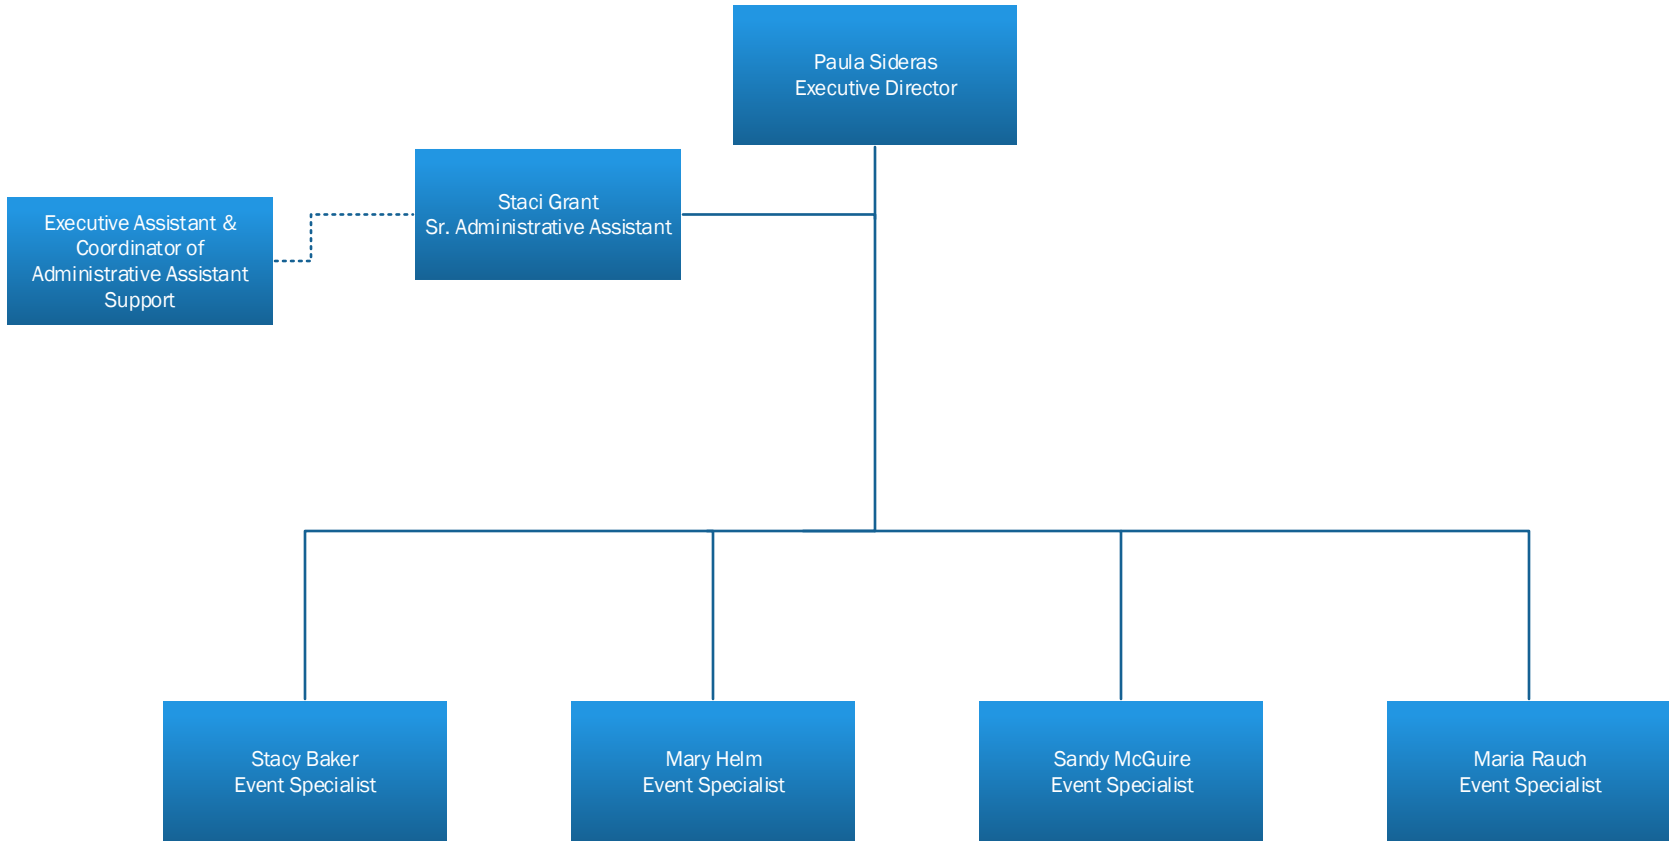 Paula Sideras
Executive Director
Staci Grant
Sr. Administrative Assistant
Executive Assistant &
Coordinator of
Administrative Assistant
Support
Stacy Baker
Event Specialist
Mary Helm
Event Specialist
Sandy McGuire
Event Specialist
Maria Rauch
Event Specialist